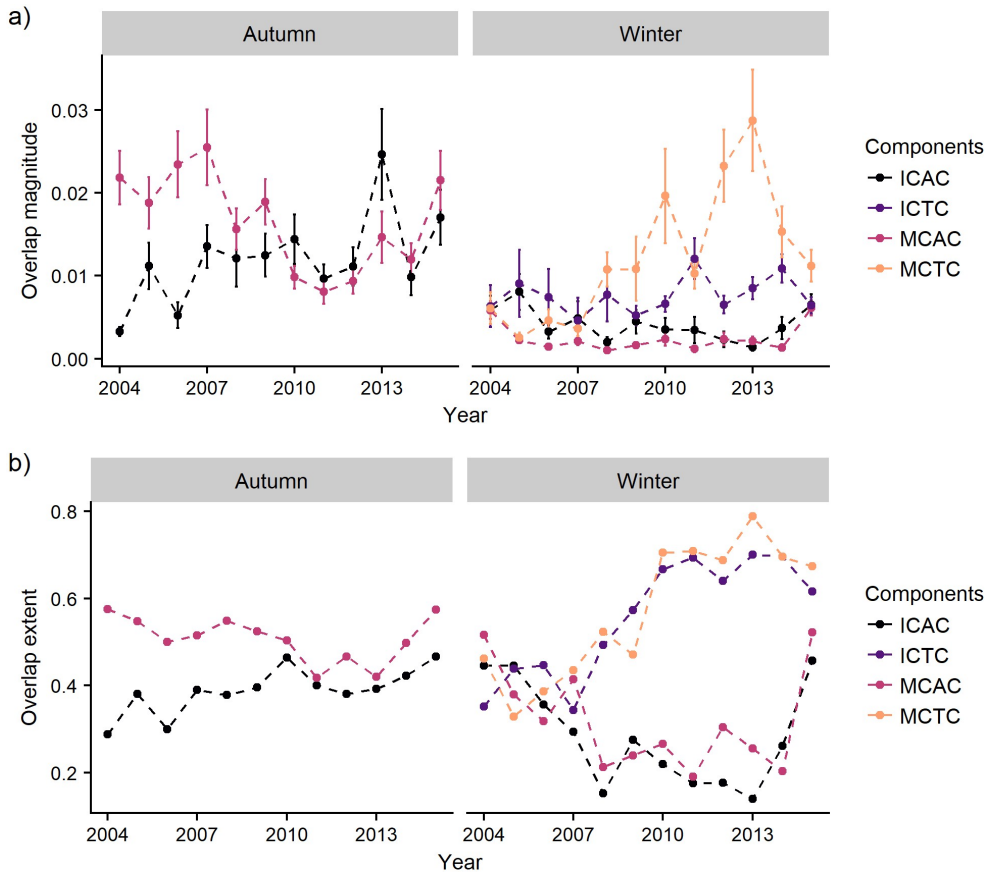 a)
Autumn
Winter
Overlap magnitude
0.03
0.02
0.01
0.00
2004 2007 2010 2013
2004 2007 2010 2013
Year
Components
ICAC
ICTC
MCAC
MCTC
b)
Autumn
Winter
Overlap extent
0.8
0.6
0.4
0.2
2004 2007 2010 2013
2004 2007 2010 2013
Year
Components
ICAC
ICTC
MCAC
MCTC